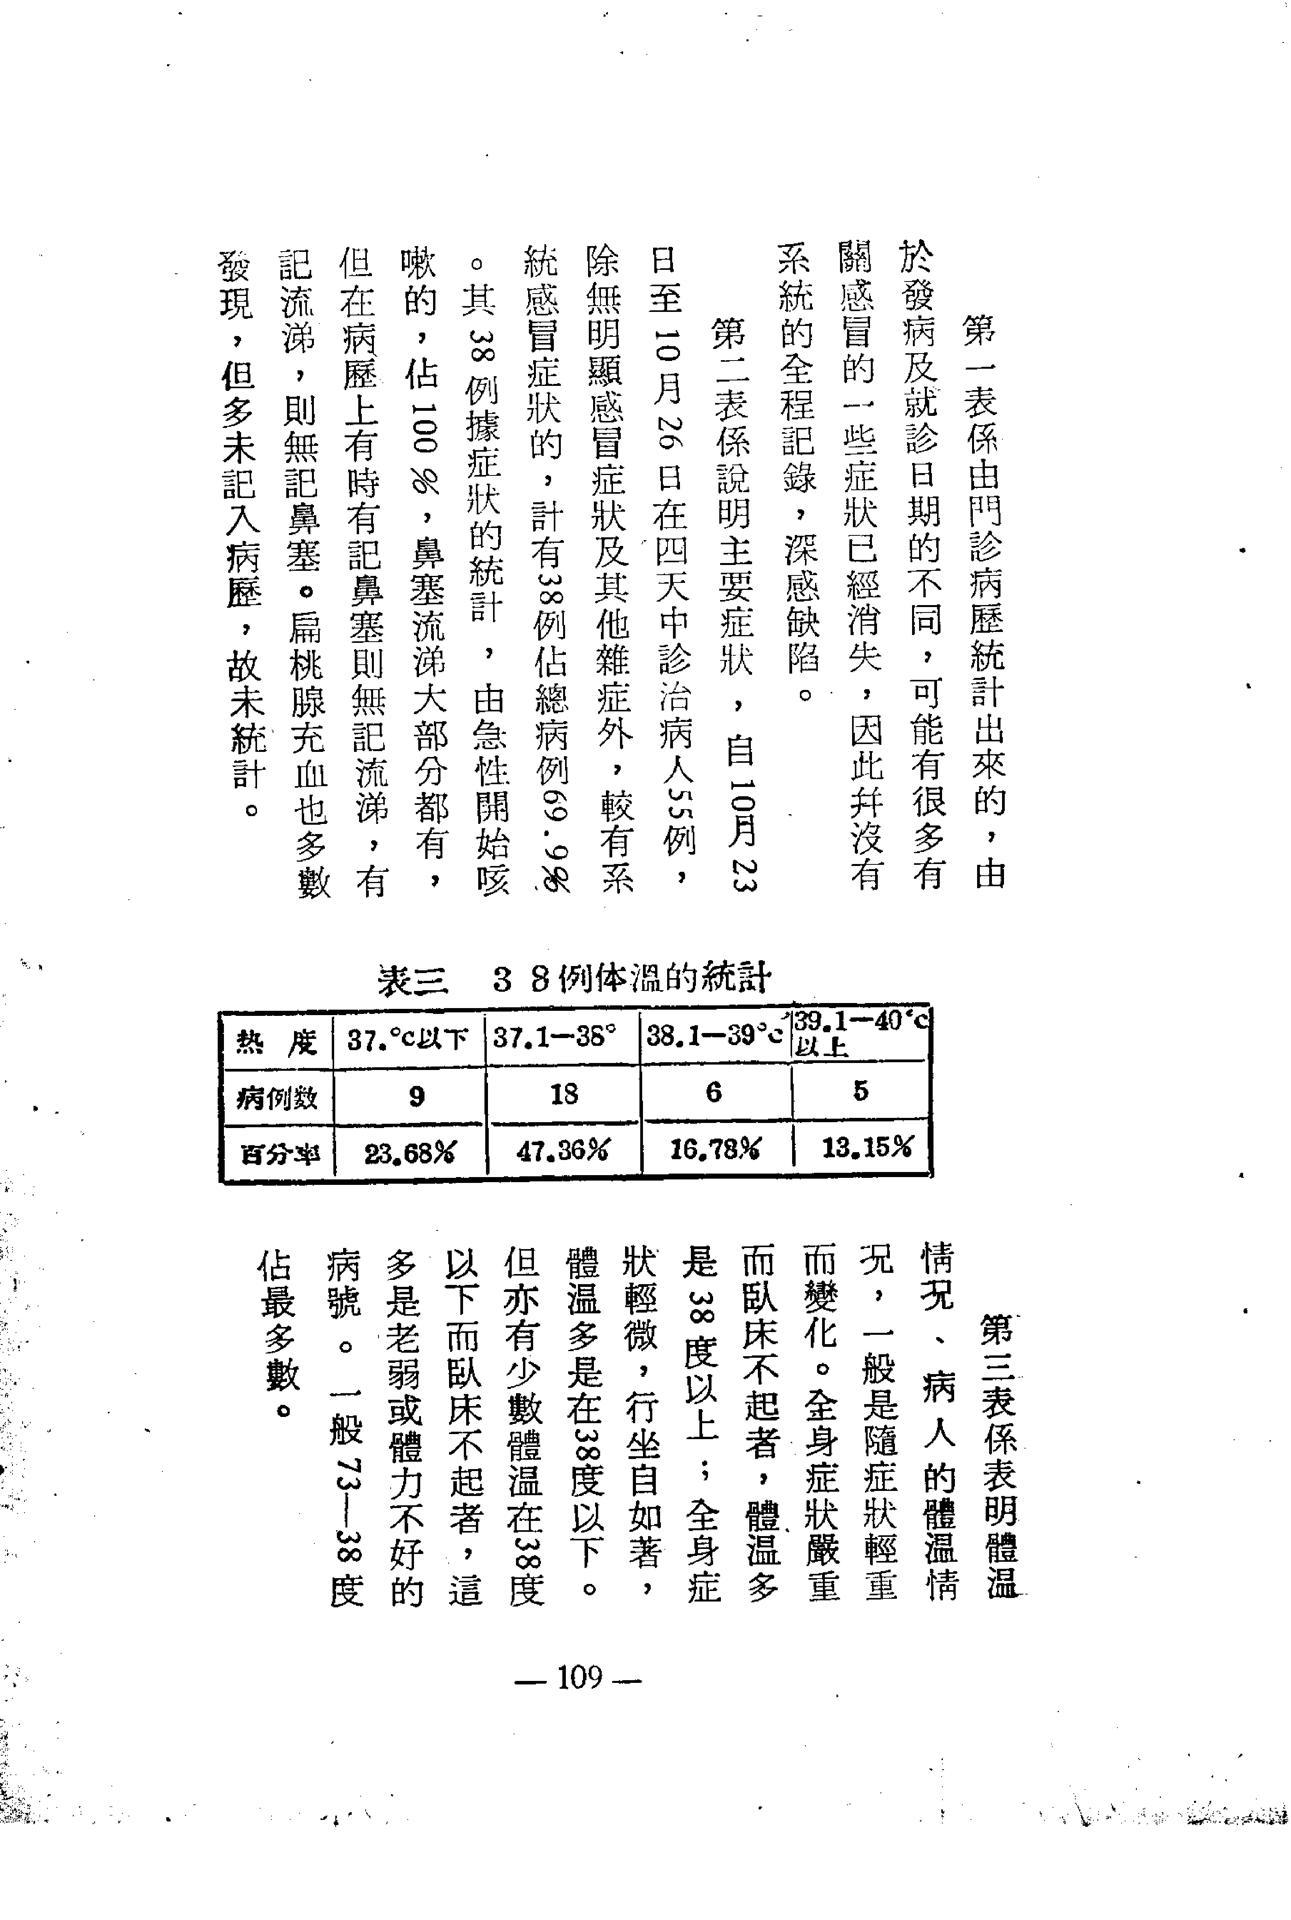 第一表係由門診病歷統計出來的，由
於發病及就診日期的不同，可能有很多有
關感冒的一些症狀已經消失，因此幷沒有
系統的全程記錄，深感缺陷。
第二表係說明主要症狀，自10月23
日至10月26日在四天中診治病人55例，
除無明顯感冒症狀及其他雜症外，較有系
統感冒症狀的，計有38例佔總病例69.9%
。其38例據症狀的統計，由急性開始咳
嗽的，佔100%，鼻塞流涕大部分都有，
但在病歷上有時有記鼻塞則無記流涕，有
記流涕，則無記鼻塞。扁桃腺充血也多數
發現，但多未記入病歷，故未統計。
表三 38例体溫的統計
热度 37.°c以下 37.1—38° 38.1—39°c 39.1—40°c以上
病例数 9 18 6 5
百分率 23.68% 47.36% 16.78% 13.15%
第三表係表明體溫
情况、病人的體溫情
况，一般是隨症狀輕重
而變化。全身症狀嚴重
而臥床不起者，體溫多
是38度以上；全身症
狀輕微，行坐自如著，
體溫多是在38度以下。
但亦有少數體溫在38度
以下而臥床不起者，這
多是老弱或體力不好的
病號。一般73—38度
佔最多數。
— 109 —